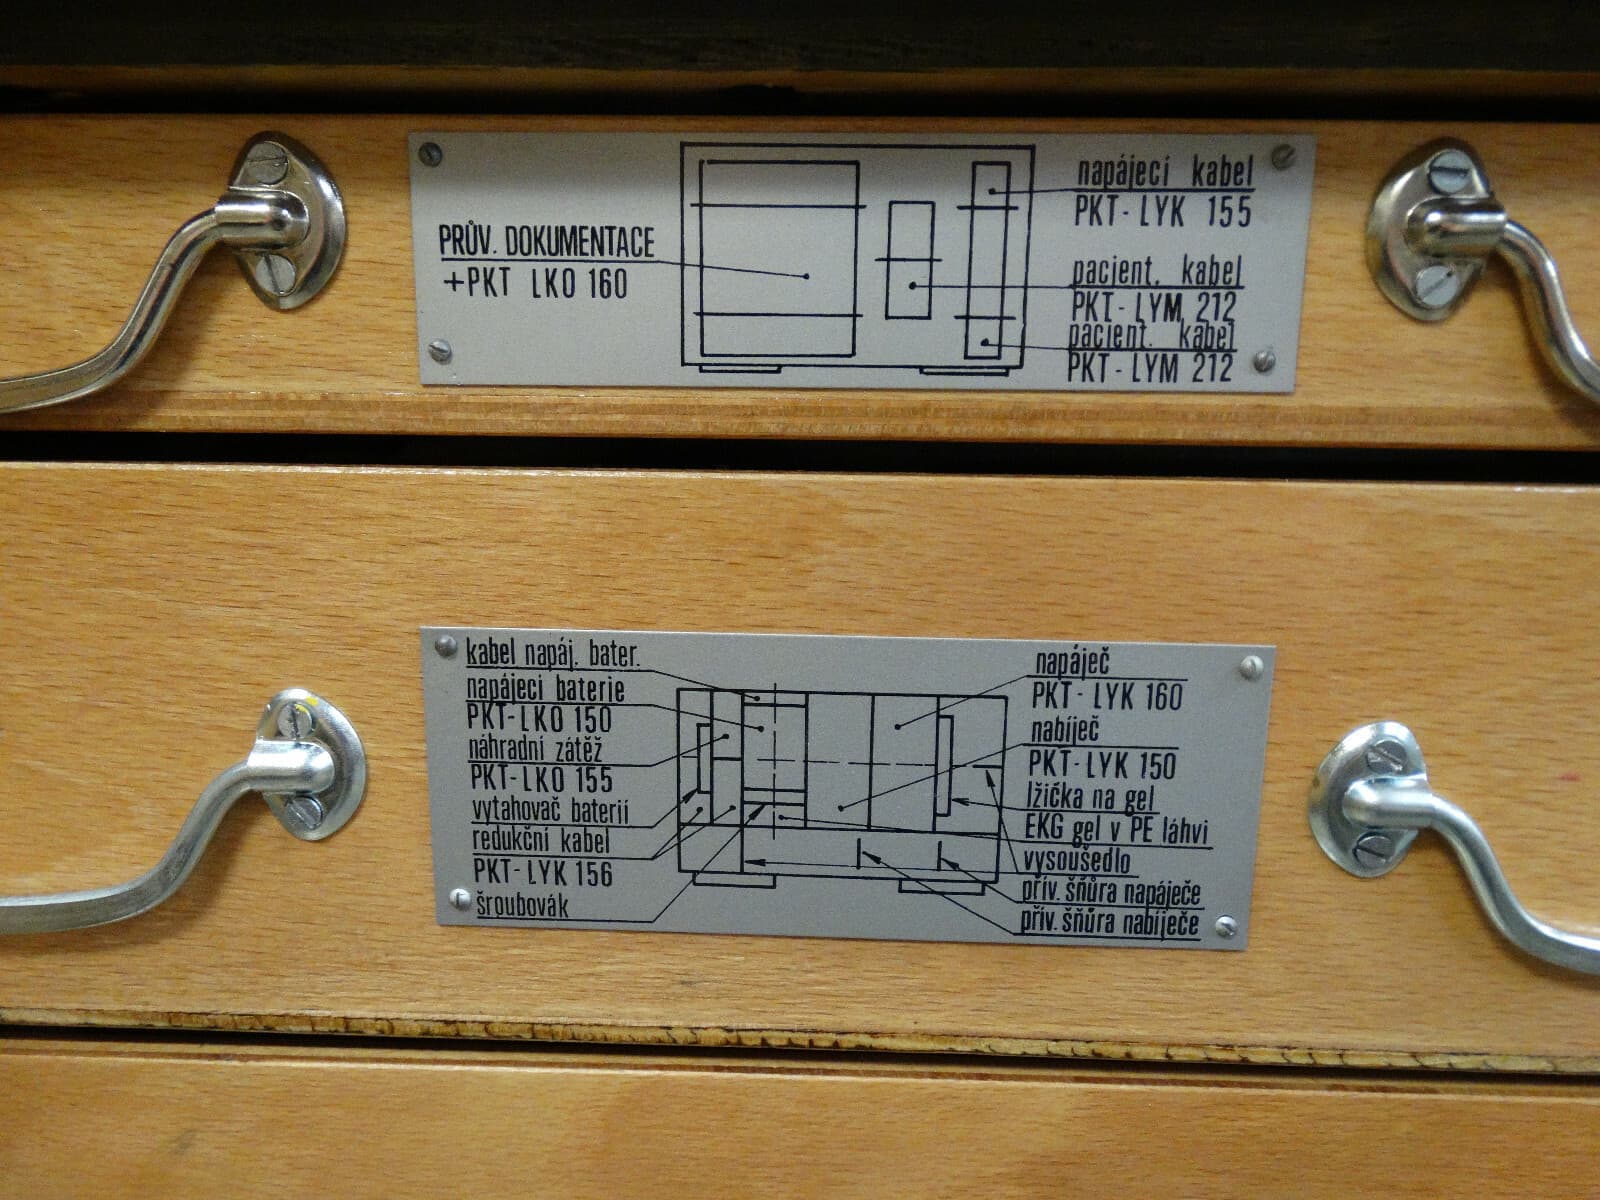 PRŮV. DOKUMENTACE
+PKT LKO 160
napájecí kabel
PKT-LYK 155
pacient. kabel
PKT-LYM 212
pacient. kabel
PKT-LYM 212
kabel napáj. bater.
napájecí baterie
PKT-LKO 150
náhradní zátěž
PKT-LKO 155
vytahovač baterií
redukční kabel
PKT-LYK 156
šroubovák
napáječ
PKT-LYK 160
nabíječ
PKT-LYK 150
lžička na gel
EKG gel v PE láhvi
vysoušedlo
přív. šňůra napáječe
přív. šňůra nabíječe